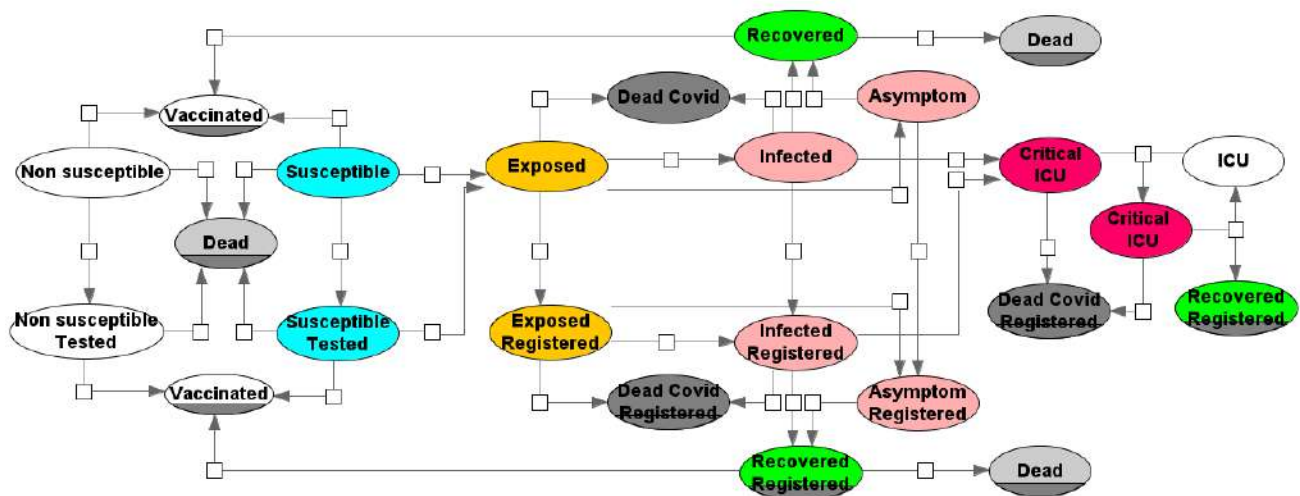 Recovered
Dead
Dead Covid
Asymptom
Vaccinated
Non susceptible
Susceptible
Exposed
Infected
Critical
ICU
ICU
Critical
ICU
Dead
Dead Covid
Registered
Recovered
Registered
Non susceptible
Tested
Susceptible
Tested
Exposed
Registered
Infected
Registered
Vaccinated
Dead Covid
Registered
Asymptom
Registered
Recovered
Registered
Dead